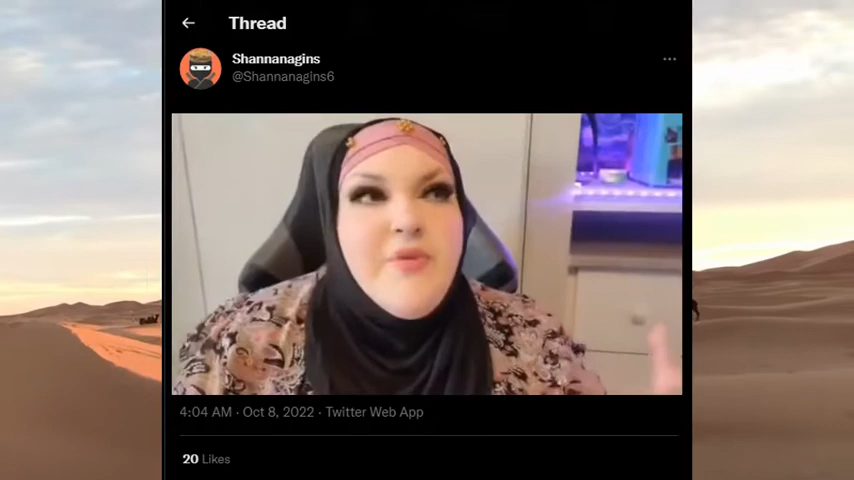 Thread
Shannanagins
@Shannanagins6
4:04 AM · Oct 8, 2022 · Twitter Web App
20 Likes